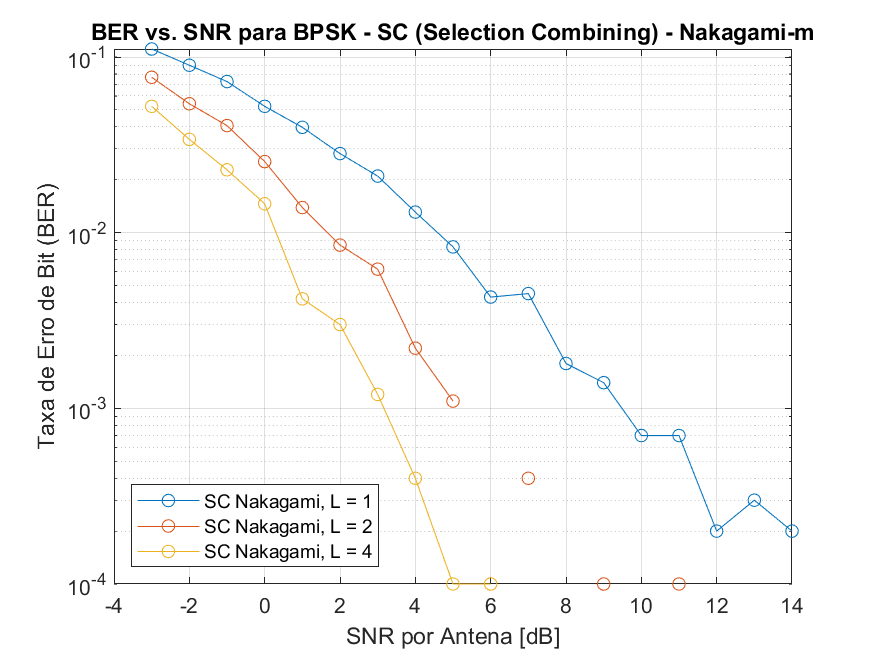 BER vs. SNR para BPSK - SC (Selection Combining) - Nakagami-m
Taxa de Erro de Bit (BER)
10^-1
10^-2
10^-3
10^-4
SC Nakagami, L = 1
SC Nakagami, L = 2
SC Nakagami, L = 4
-4 -2 0 2 4 6 8 10 12 14
SNR por Antena [dB]